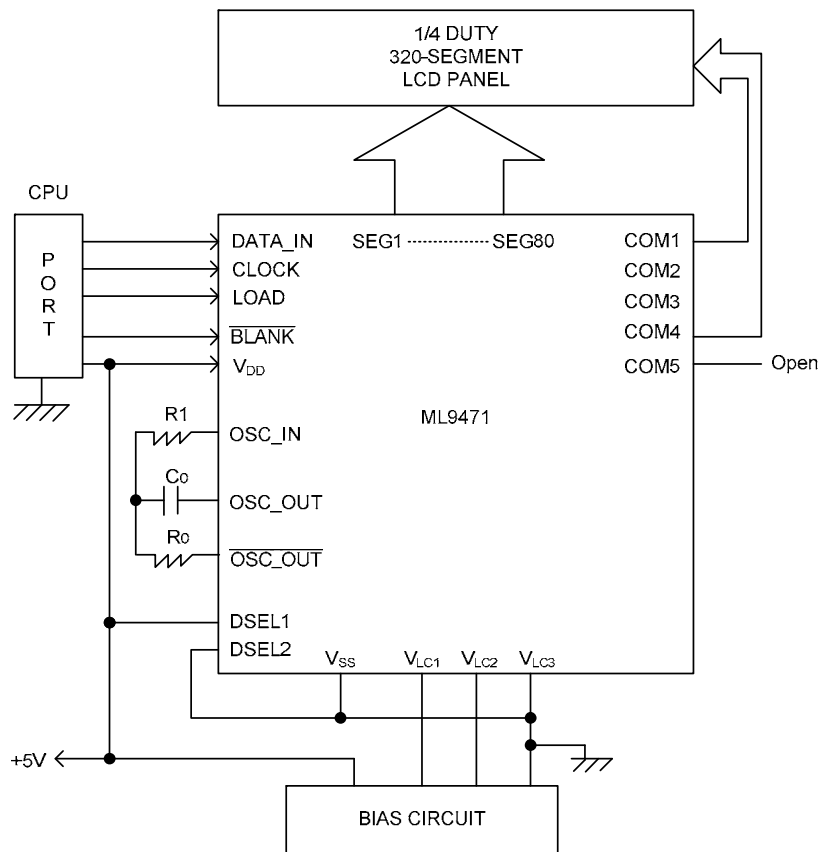 1/4 DUTY
320-SEGMENT
LCD PANEL
CPU
PORT
DATA_IN
CLOCK
LOAD
BLANK
VDD
SEG1 ----------- SEG80
COM1
COM2
COM3
COM4
COM5
Open
ML9471
R1
OSC_IN
C0
OSC_OUT
R0
OSC_OUT
DSEL1
DSEL2
VSS
VLC1
VLC2
VLC3
+5V
BIAS CIRCUIT